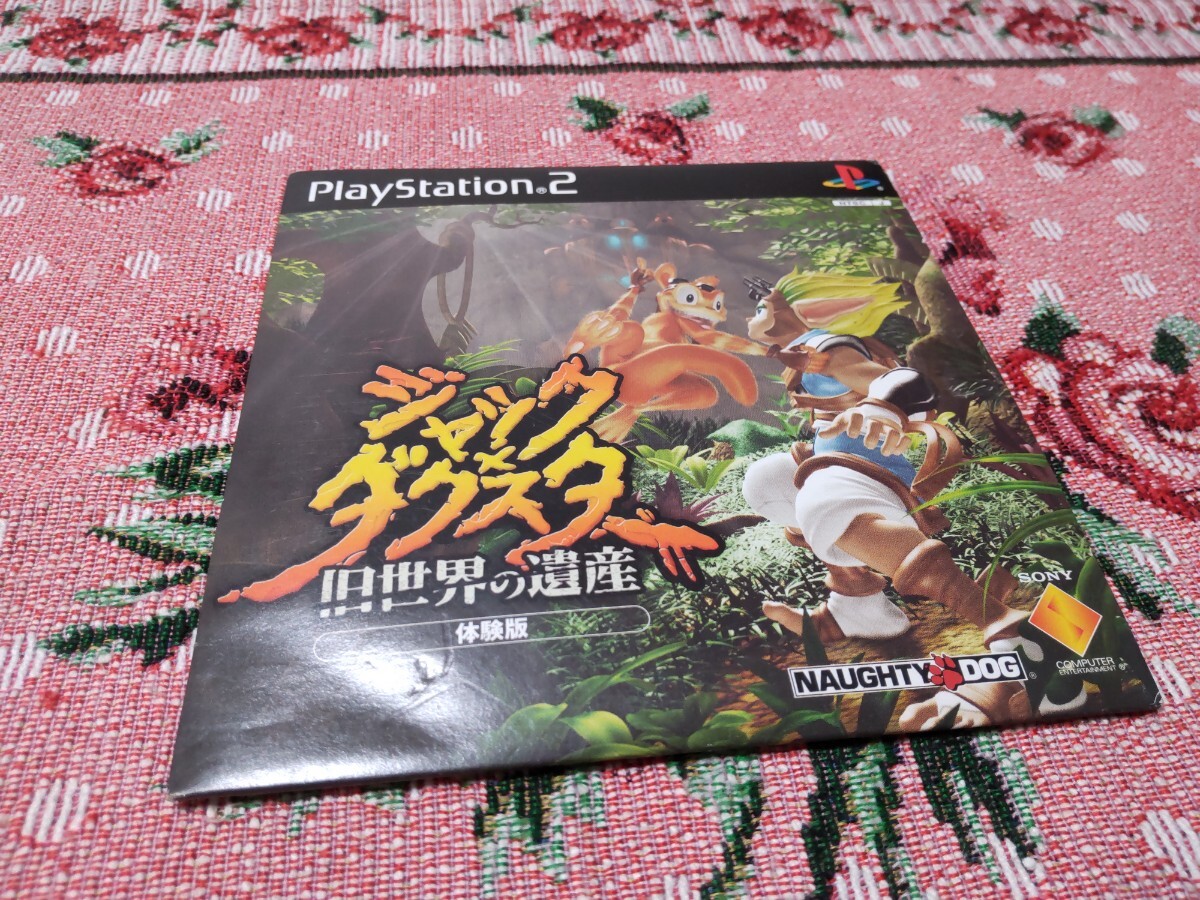 PlayStation®2
NTSC J
ジャック×
ダクスター
旧世界の遺産
体験版
NAUGHTY DOG®
SONY
COMPUTER
ENTERTAINMENT®